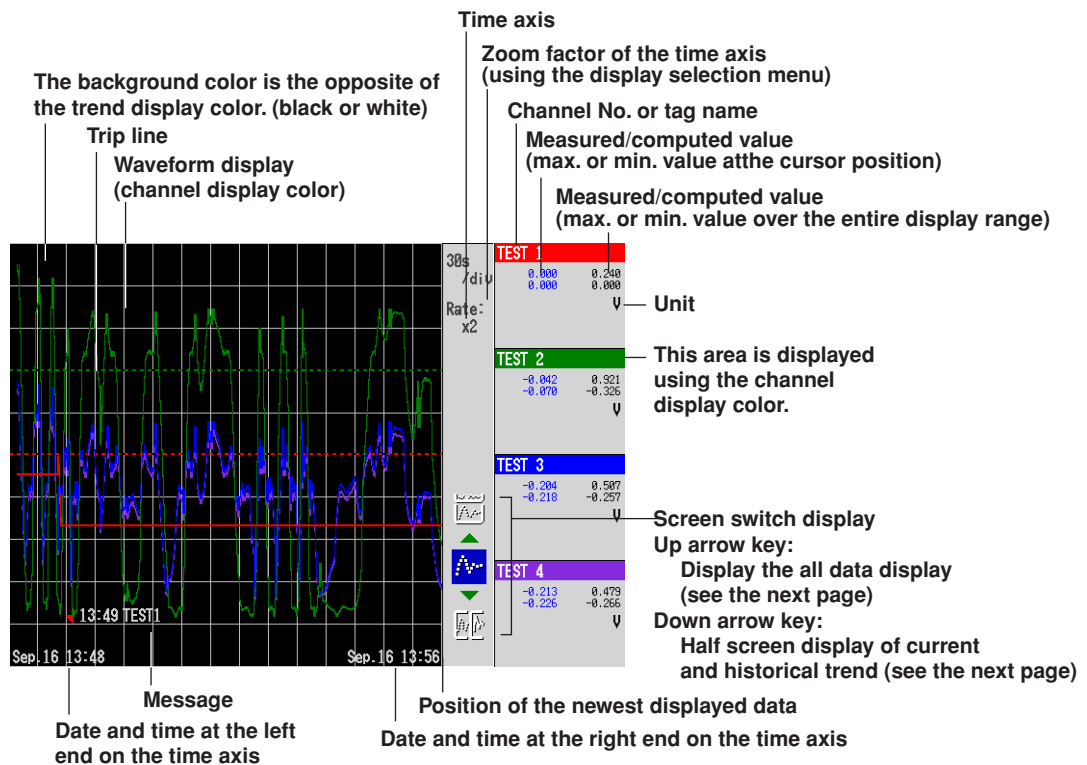 Time axis
Zoom factor of the time axis
(using the display selection menu)
The background color is the opposite of
the trend display color. (black or white)
Channel No. or tag name
Trip line
Measured/computed value
(max. or min. value atthe cursor position)
Waveform display
(channel display color)
Measured/computed value
(max. or min. value over the entire display range)
30s
/div
Rate:
x2
TEST 1
0.000 0.240
0.000 0.000
V
Unit
TEST 2
-0.042 0.921
-0.070 -0.326
V
This area is displayed
using the channel
display color.
TEST 3
-0.204 0.507
-0.218 -0.257
V
Screen switch display
Up arrow key:
Display the all data display
(see the next page)
Down arrow key:
Half screen display of current
and historical trend (see the next page)
TEST 4
-0.213 0.479
-0.226 -0.266
V
13:49 TEST1
Sep.16 13:48
Sep.16 13:56
Message
Position of the newest displayed data
Date and time at the left
end on the time axis
Date and time at the right end on the time axis